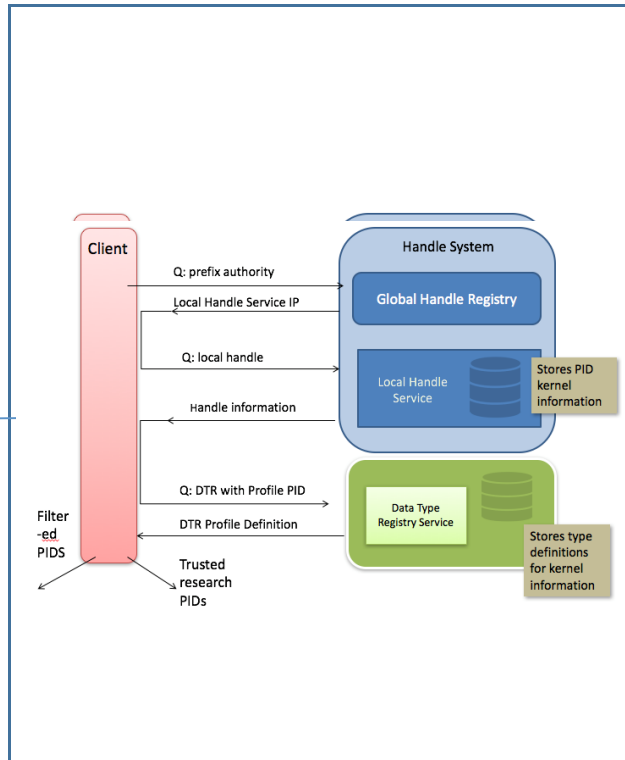 Client
Handle System
Q: prefix authority
Global Handle Registry
Local Handle Service IP
Q: local handle
Local Handle
Service
Stores PID
kernel
information
Handle information
Q: DTR with Profile PID
Data Type
Registry Service
DTR Profile Definition
Stores type
definitions
for kernel
information
Filter
-ed
PIDS
Trusted
research
PIDs